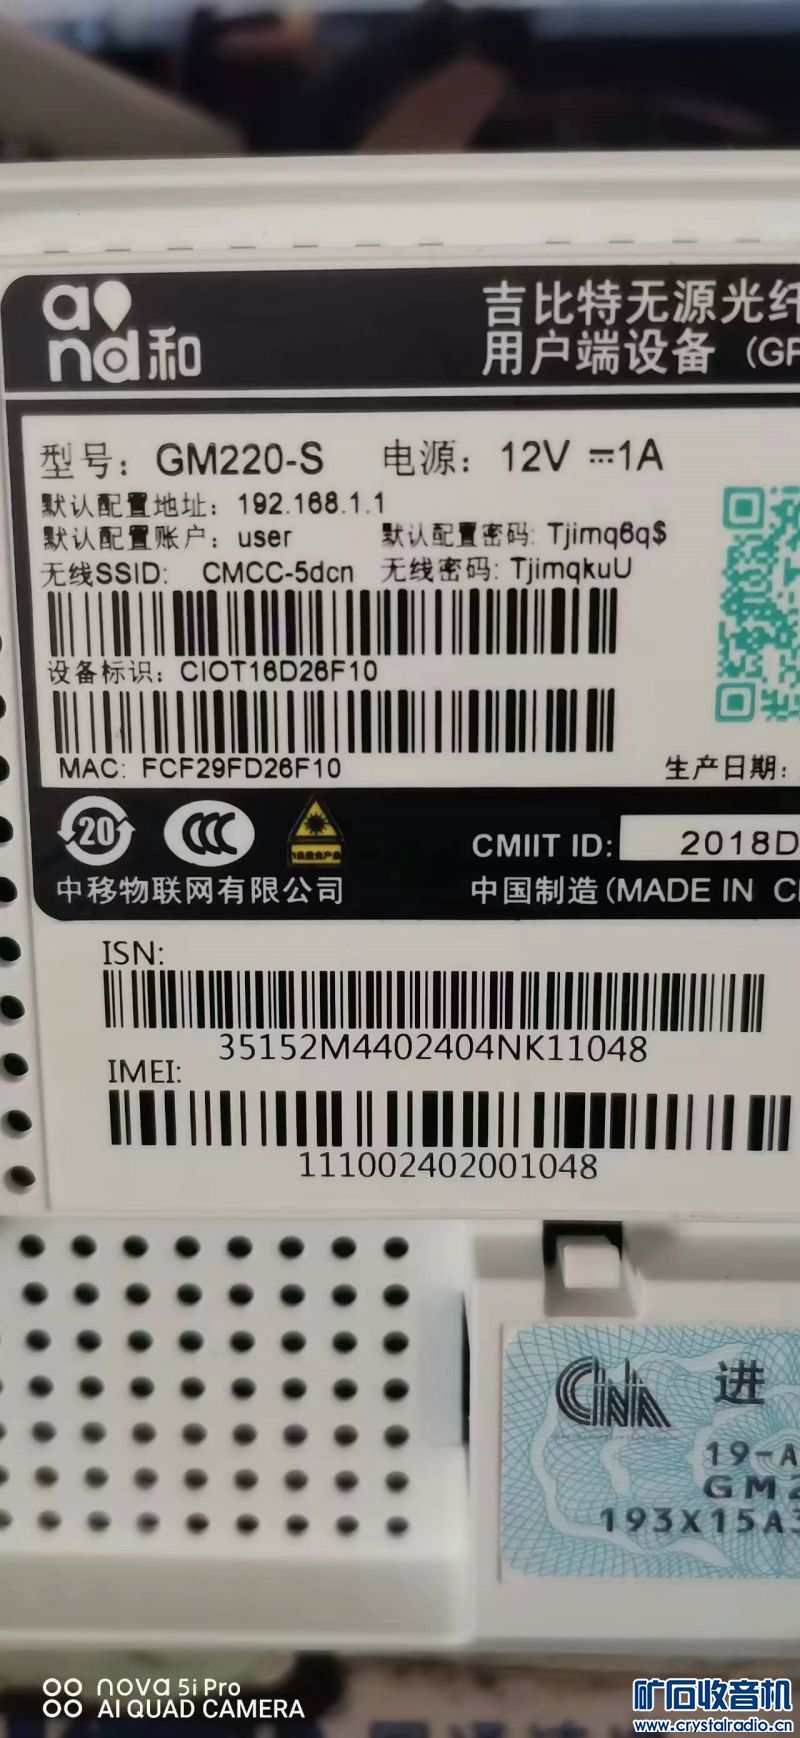 and和
吉比特无源光纤
用户端设备（GP
型号：GM220-S 电源：12V ⎓1A
默认配置地址：192.168.1.1
默认配置账户：user 默认配置密码：Tjimq6q$
无线SSID： CMCC-5dcn 无线密码：TjimqkuU
设备标识：CIOT16D26F10
MAC: FCF29FD26F10
生产日期：
20
CCC
中移物联网有限公司
CMIIT ID: 2018D
中国制造（MADE IN C
ISN:
35152M4402404NK11048
IMEI:
111002402001048
CNA 进
19-A
GM2
193X15A3
nova 5i Pro
AI QUAD CAMERA
矿石收音机
www.crystalradio.cn